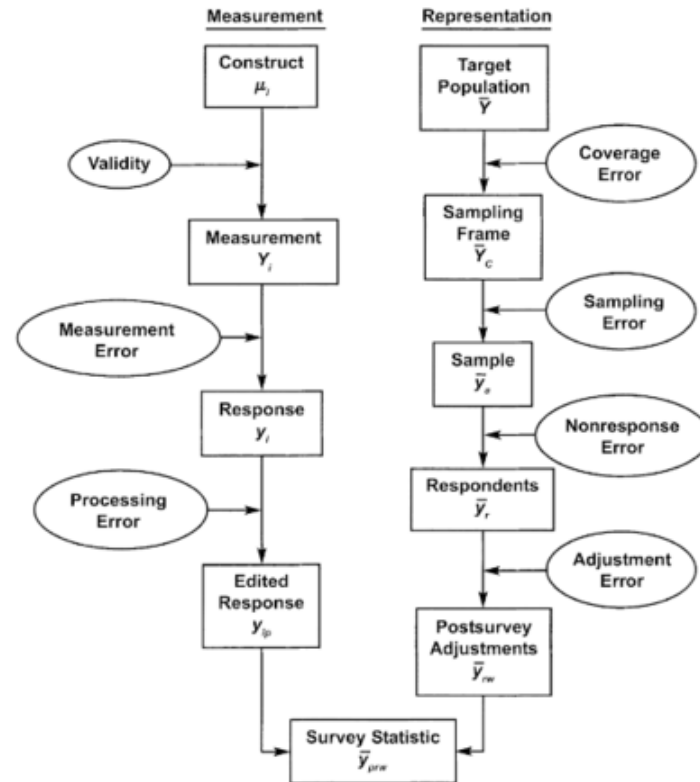 Measurement
Construct
μi
Validity
Measurement
Yi
Measurement
Error
Response
yi
Processing
Error
Edited
Response
yip
Representation
Target
Population
Ȳ
Coverage
Error
Sampling
Frame
ȲC
Sampling
Error
Sample
ȳs
Nonresponse
Error
Respondents
ȳr
Adjustment
Error
Postsurvey
Adjustments
ȳrw
Survey Statistic
ȳprw